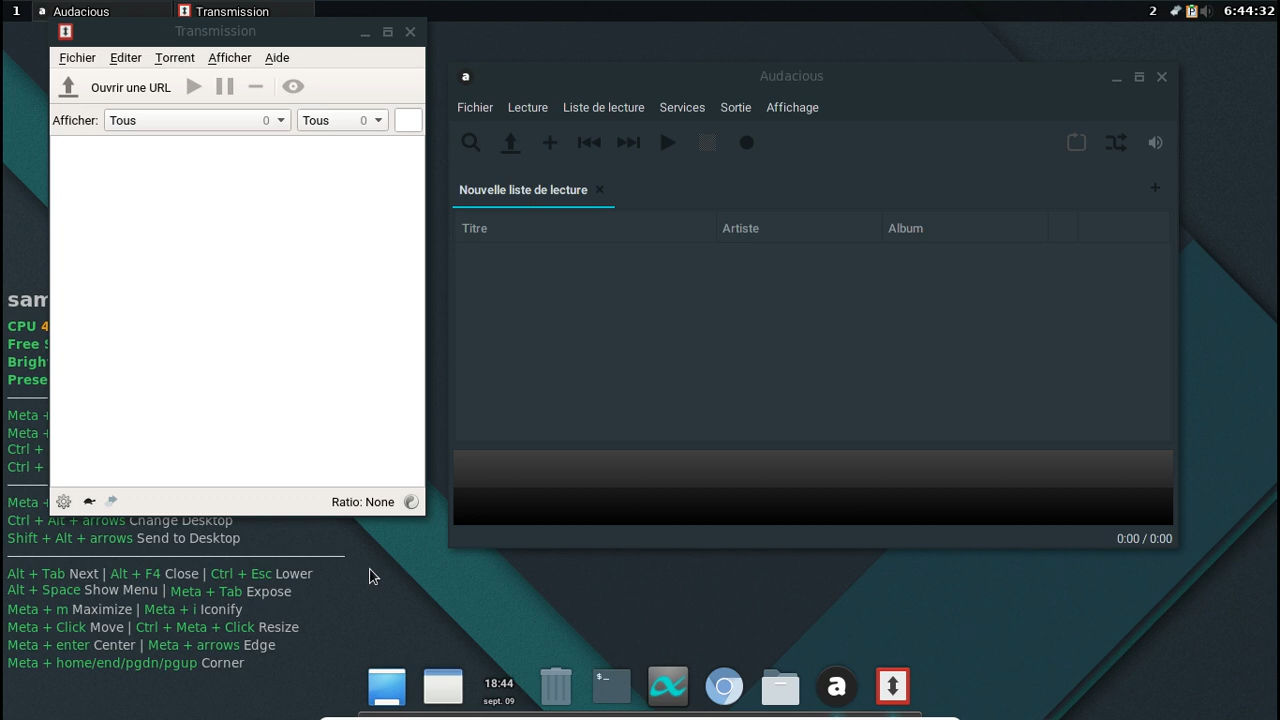 1 Audacious Transmission 2 6:44:32
Transmission
Fichier Editer Torrent Afficher Aide
Ouvrir une URL
Afficher: Tous 0 Tous 0
Ratio: None
Audacious
Fichier Lecture Liste de lecture Services Sortie Affichage
Nouvelle liste de lecture
Titre Artiste Album
0:00 / 0:00
CPU
Free
Meta +
Meta +
Ctrl +
Ctrl +
Meta +
Ctrl + Alt + arrows Change Desktop
Shift + Alt + arrows Send to Desktop
Alt + Tab Next | Alt + F4 Close | Ctrl + Esc Lower
Alt + Space Show Menu | Meta + Tab Expose
Meta + m Maximize | Meta + i Iconify
Meta + Click Move | Ctrl + Meta + Click Resize
Meta + enter Center | Meta + arrows Edge
Meta + home/end/pgdn/pgup Corner
18:44
sept. 09